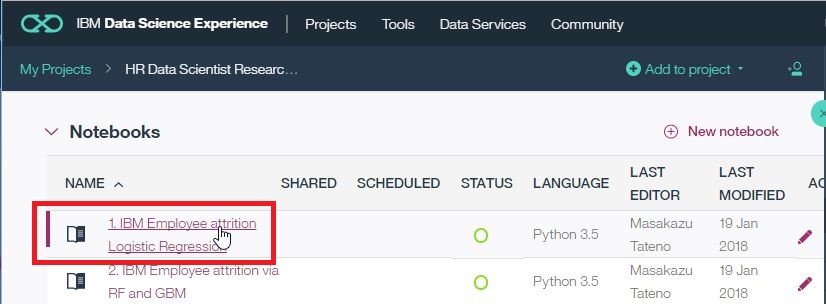 IBM Data Science Experience
Projects
Tools
Data Services
Community
My Projects
HR Data Scientist Researc...
Add to project
Notebooks
New notebook
NAME
SHARED
SCHEDULED
STATUS
LANGUAGE
LAST
EDITOR
LAST
MODIFIED
1. IBM Employee attrition
Logistic Regression
Python 3.5
Masakazu
Tateno
19 Jan
2018
2. IBM Employee attrition via
RF and GBM
Python 3.5
Masakazu
Tateno
19 Jan
2018